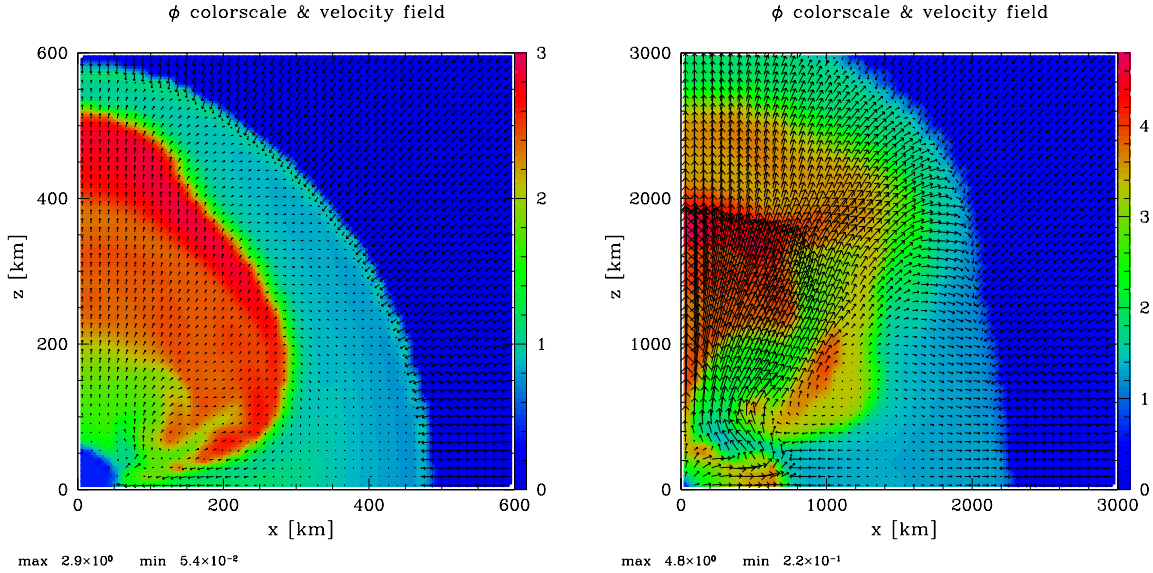 ϕ colorscale & velocity field
600
400
200
0
z [km]
0 200 400 600
x [km]
3
2
1
0
max 2.9×10⁰ min 5.4×10⁻²
ϕ colorscale & velocity field
3000
2000
1000
0
z [km]
0 1000 2000 3000
x [km]
4
3
2
1
0
max 4.8×10⁰ min 2.2×10⁻¹